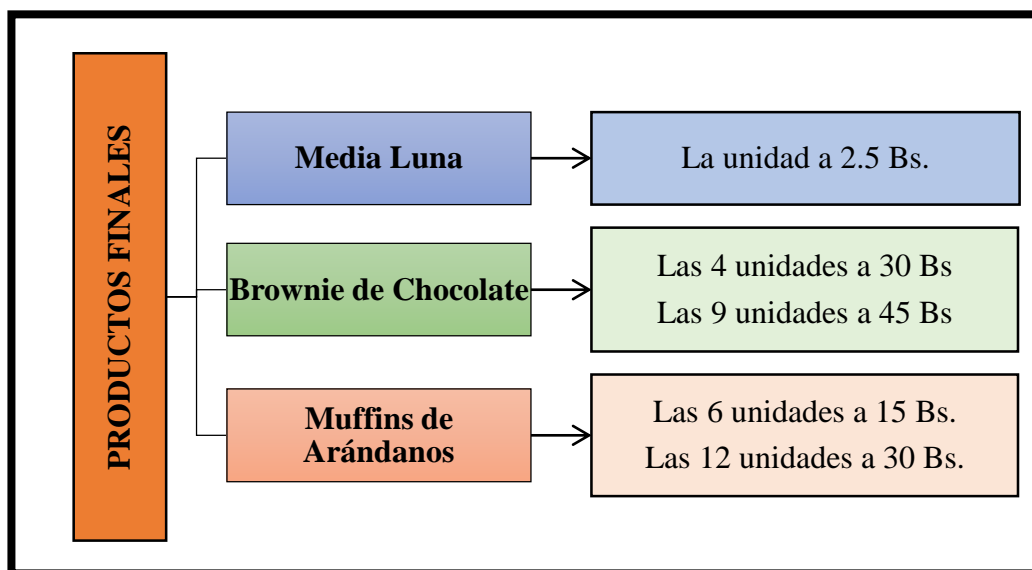 PRODUCTOS FINALES
Media Luna
La unidad a 2.5 Bs.
Brownie de Chocolate
Las 4 unidades a 30 Bs
Las 9 unidades a 45 Bs
Muffins de
Arándanos
Las 6 unidades a 15 Bs.
Las 12 unidades a 30 Bs.